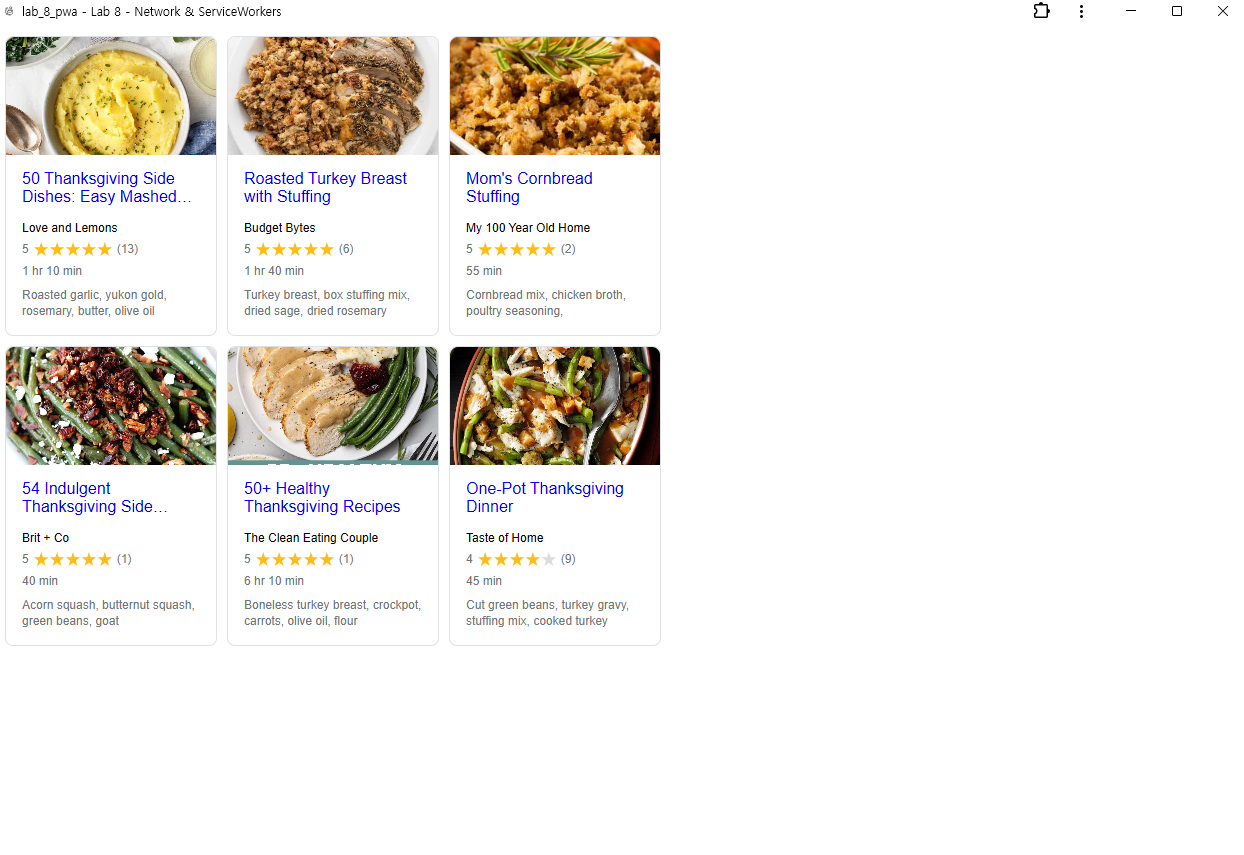 lab_8_pwa - Lab 8 - Network & ServiceWorkers
50 Thanksgiving Side
Dishes: Easy Mashed…
Love and Lemons
5 (13)
1 hr 10 min
Roasted garlic, yukon gold,
rosemary, butter, olive oil
Roasted Turkey Breast
with Stuffing
Budget Bytes
5 (6)
1 hr 40 min
Turkey breast, box stuffing mix,
dried sage, dried rosemary
Mom's Cornbread
Stuffing
My 100 Year Old Home
5 (2)
55 min
Cornbread mix, chicken broth,
poultry seasoning,
54 Indulgent
Thanksgiving Side…
Brit + Co
5 (1)
40 min
Acorn squash, butternut squash,
green beans, goat
50+ Healthy
Thanksgiving Recipes
The Clean Eating Couple
5 (1)
6 hr 10 min
Boneless turkey breast, crockpot,
carrots, olive oil, flour
One-Pot Thanksgiving
Dinner
Taste of Home
4 (9)
45 min
Cut green beans, turkey gravy,
stuffing mix, cooked turkey